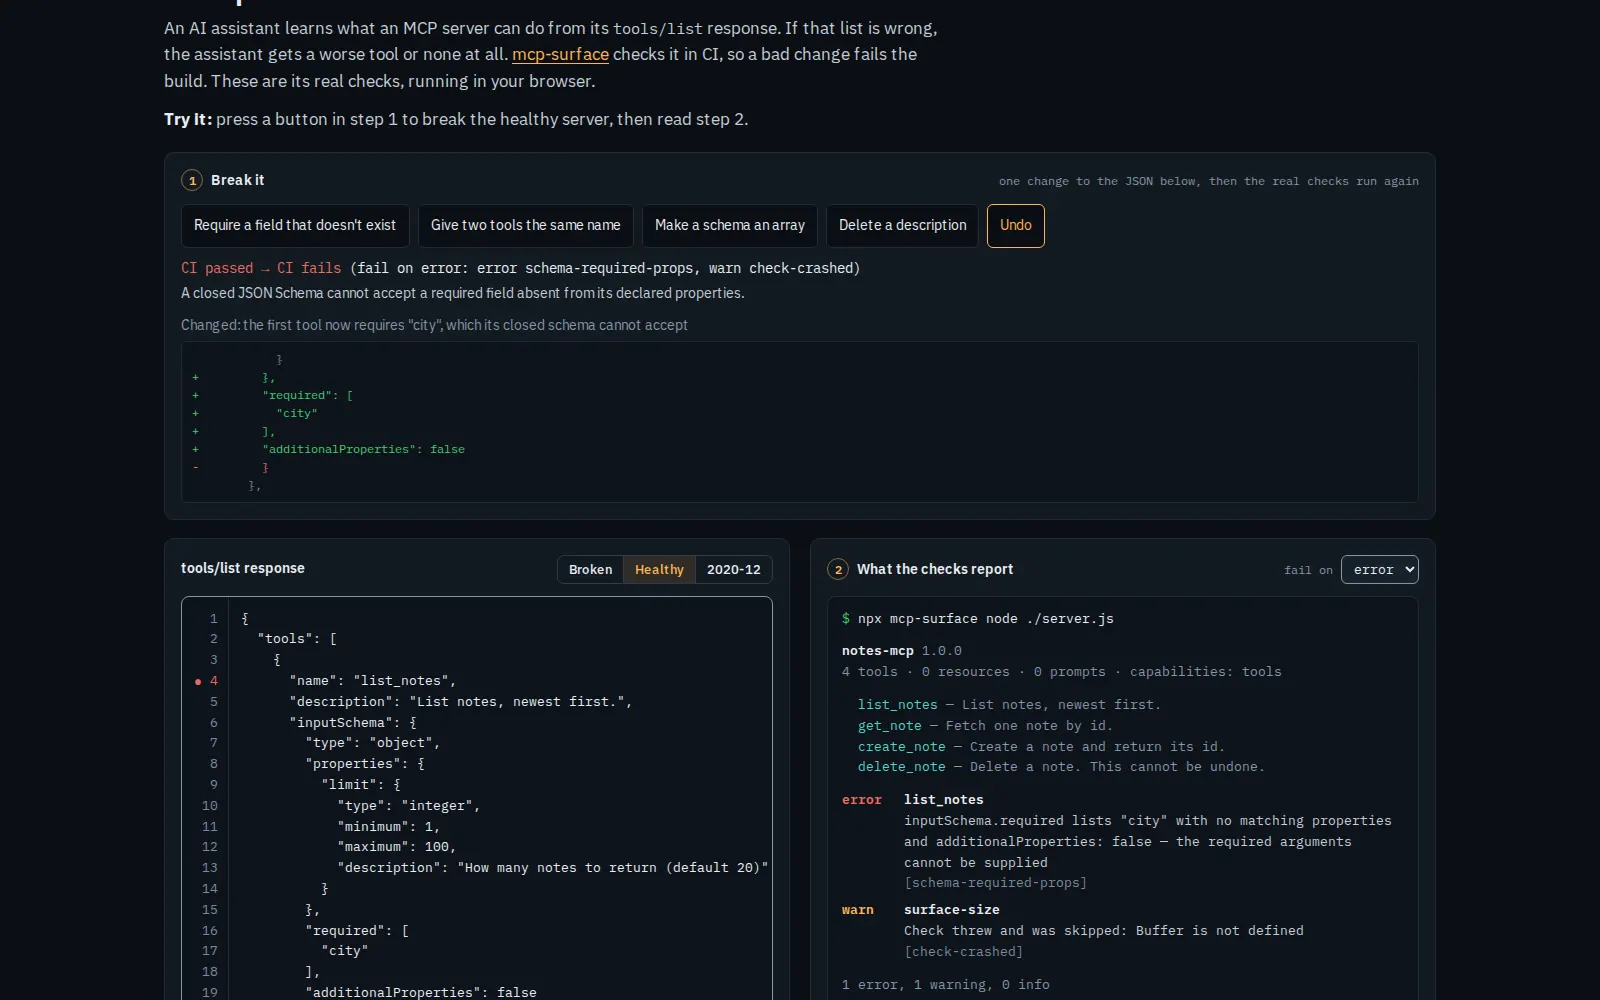 An AI assistant learns what an MCP server can do from its tools/list response. If that list is wrong,
the assistant gets a worse tool or none at all. mcp-surface checks it in CI, so a bad change fails the
build. These are its real checks, running in your browser.
Try it: press a button in step 1 to break the healthy server, then read step 2.
1 Break it
one change to the JSON below, then the real checks run again
Require a field that doesn't exist
Give two tools the same name
Make a schema an array
Delete a description
Undo
CI passed → CI fails (fail on error: error schema-required-props, warn check-crashed)
A closed JSON Schema cannot accept a required field absent from its declared properties.
Changed: the first tool now requires "city", which its closed schema cannot accept
}
+ },
+ "required": [
+ "city"
+ ],
+ "additionalProperties": false
- }
},
tools/list response
Broken
Healthy
2020-12
1 {
2 "tools": [
3 {
● 4 "name": "list_notes",
5 "description": "List notes, newest first.",
6 "inputSchema": {
7 "type": "object",
8 "properties": {
9 "limit": {
10 "type": "integer",
11 "minimum": 1,
12 "maximum": 100,
13 "description": "How many notes to return (default 20)"
14 }
15 },
16 "required": [
17 "city"
18 ],
19 "additionalProperties": false
2 What the checks report
fail on error
$ npx mcp-surface node ./server.js
notes-mcp 1.0.0
4 tools · 0 resources · 0 prompts · capabilities: tools
list_notes — List notes, newest first.
get_note — Fetch one note by id.
create_note — Create a note and return its id.
delete_note — Delete a note. This cannot be undone.
error list_notes
inputSchema.required lists "city" with no matching properties
and additionalProperties: false — the required arguments
cannot be supplied
[schema-required-props]
warn surface-size
Check threw and was skipped: Buffer is not defined
[check-crashed]
1 error, 1 warning, 0 info